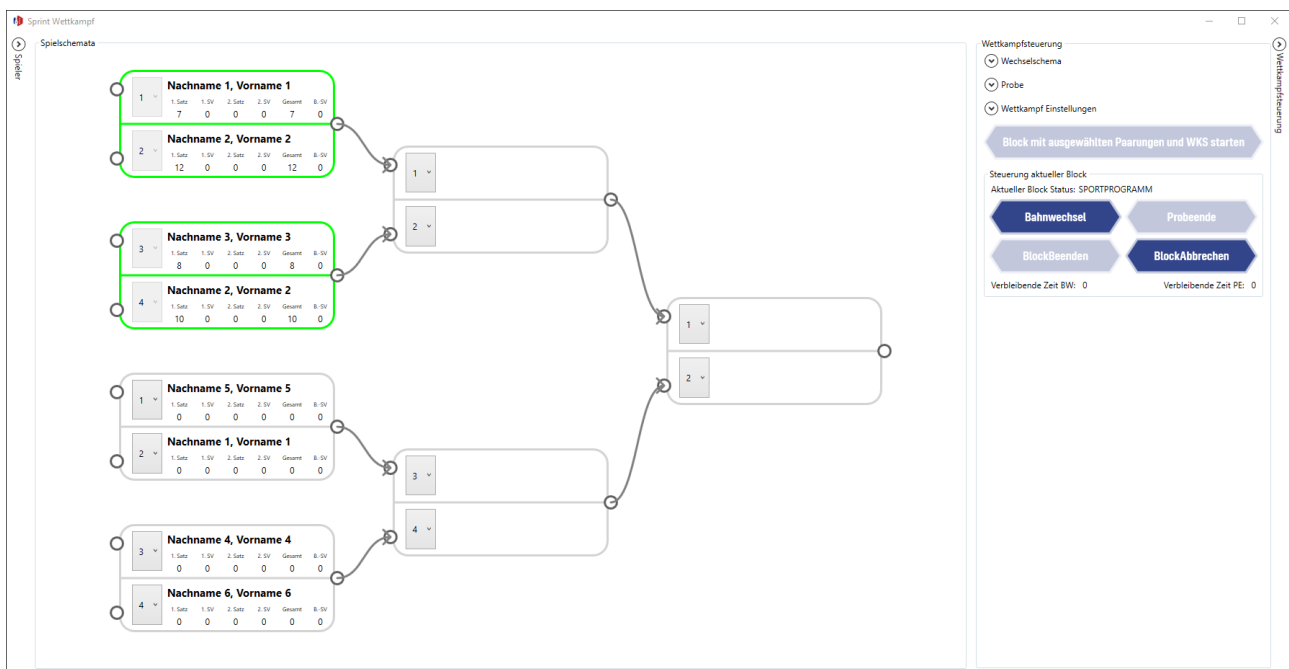 Sprint Wettkampf
Spieler
Spielschemata
1
Nachname 1, Vorname 1
1. Satz 1. SV 2. Satz 2. SV Gesamt B.-SV
7 0 0 0 7 0
2
Nachname 2, Vorname 2
1. Satz 1. SV 2. Satz 2. SV Gesamt B.-SV
12 0 0 0 12 0
3
Nachname 3, Vorname 3
1. Satz 1. SV 2. Satz 2. SV Gesamt B.-SV
8 0 0 0 8 0
4
Nachname 2, Vorname 2
1. Satz 1. SV 2. Satz 2. SV Gesamt B.-SV
10 0 0 0 10 0
1
Nachname 5, Vorname 5
1. Satz 1. SV 2. Satz 2. SV Gesamt B.-SV
0 0 0 0 0 0
2
Nachname 1, Vorname 1
1. Satz 1. SV 2. Satz 2. SV Gesamt B.-SV
0 0 0 0 0 0
3
Nachname 4, Vorname 4
1. Satz 1. SV 2. Satz 2. SV Gesamt B.-SV
0 0 0 0 0 0
4
Nachname 6, Vorname 6
1. Satz 1. SV 2. Satz 2. SV Gesamt B.-SV
0 0 0 0 0 0
1
2
3
4
1
2
Wettkampfsteuerung
Wechselschema
Probe
Wettkampf Einstellungen
Block mit ausgewählten Paarungen und WKS starten
Steuerung aktueller Block
Aktueller Block Status: SPORTPROGRAMM
Bahnwechsel Probeende
BlockBeenden BlockAbbrechen
Verbleibende Zeit BW: 0 Verbleibende Zeit PE: 0
Wettkampfsteuerung